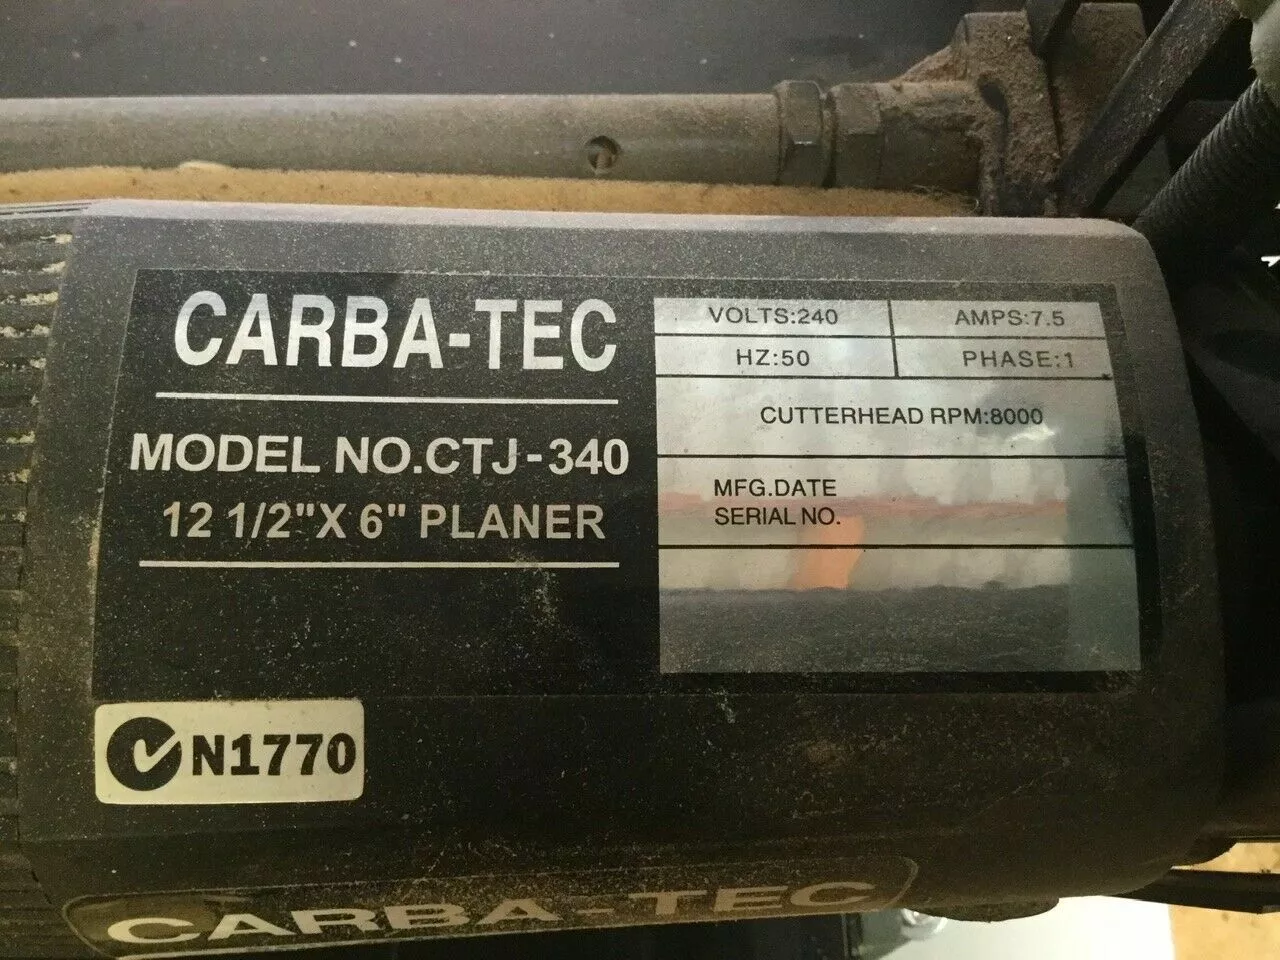 CARBA-TEC
MODEL NO.CTJ-340
12 1/2"X 6" PLANER
VOLTS:240
AMPS:7.5
HZ:50
PHASE:1
CUTTERHEAD RPM:8000
MFG.DATE
SERIAL NO.
N1770
CARBA-TEC